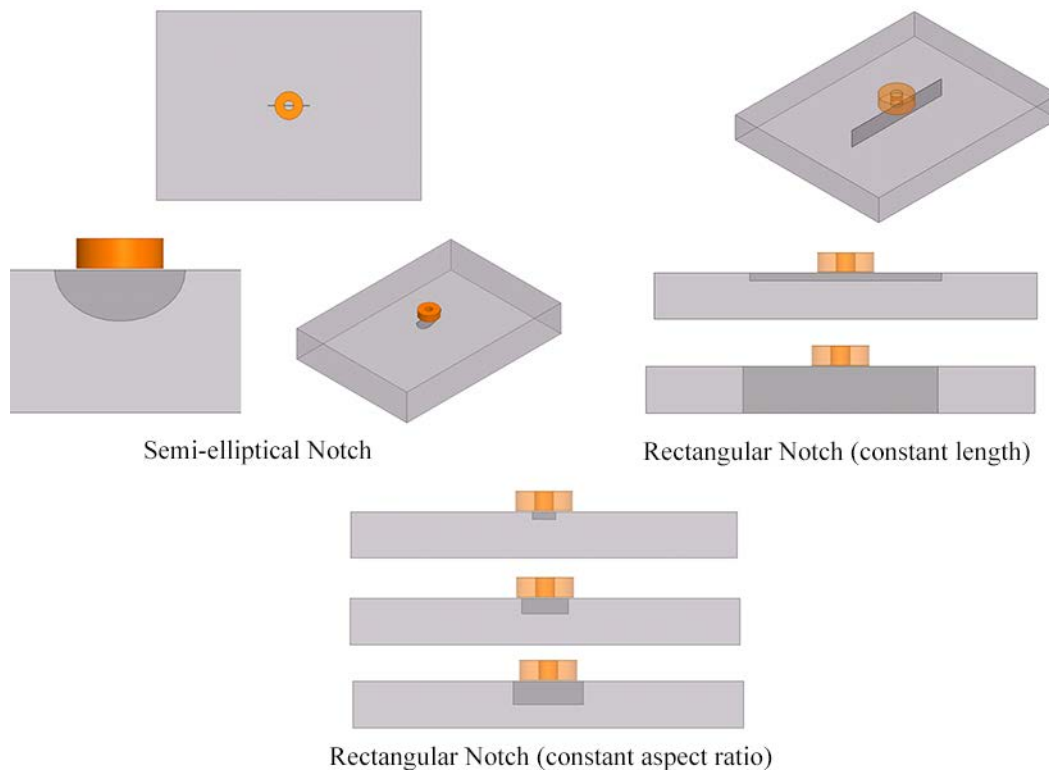 Semi-elliptical Notch
Rectangular Notch (constant length)
Rectangular Notch (constant aspect ratio)